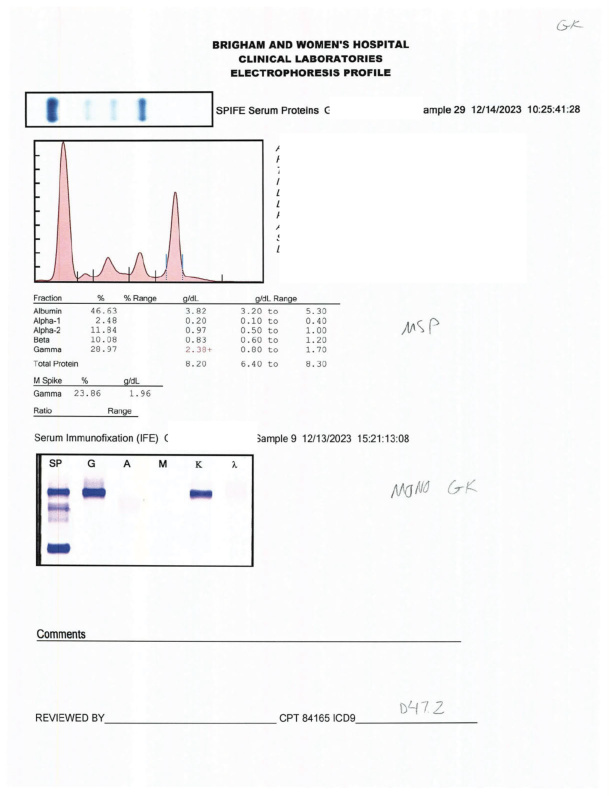 GK
BRIGHAM AND WOMEN'S HOSPITAL
CLINICAL LABORATORIES
ELECTROPHORESIS PROFILE
SPIFE Serum Proteins ample 29 12/14/2023 10:25:41:28
Fraction % % Range g/dL g/dL Range
Albumin 46.63 3.82 3.20 to 5.30
Alpha-1 2.48 0.20 0.10 to 0.40
Alpha-2 11.84 0.97 0.50 to 1.00
Beta 10.08 0.83 0.60 to 1.20
Gamma 28.97 2.38+ 0.80 to 1.70
Total Protein 8.20 6.40 to 8.30
MSP
M Spike % g/dL
Gamma 23.86 1.96
Ratio Range
Serum Immunofixation (IFE) Sample 9 12/13/2023 15:21:13:08
SP G A M K λ
MONO GK
Comments
REVIEWED BY CPT 84165 ICD9 D47.2